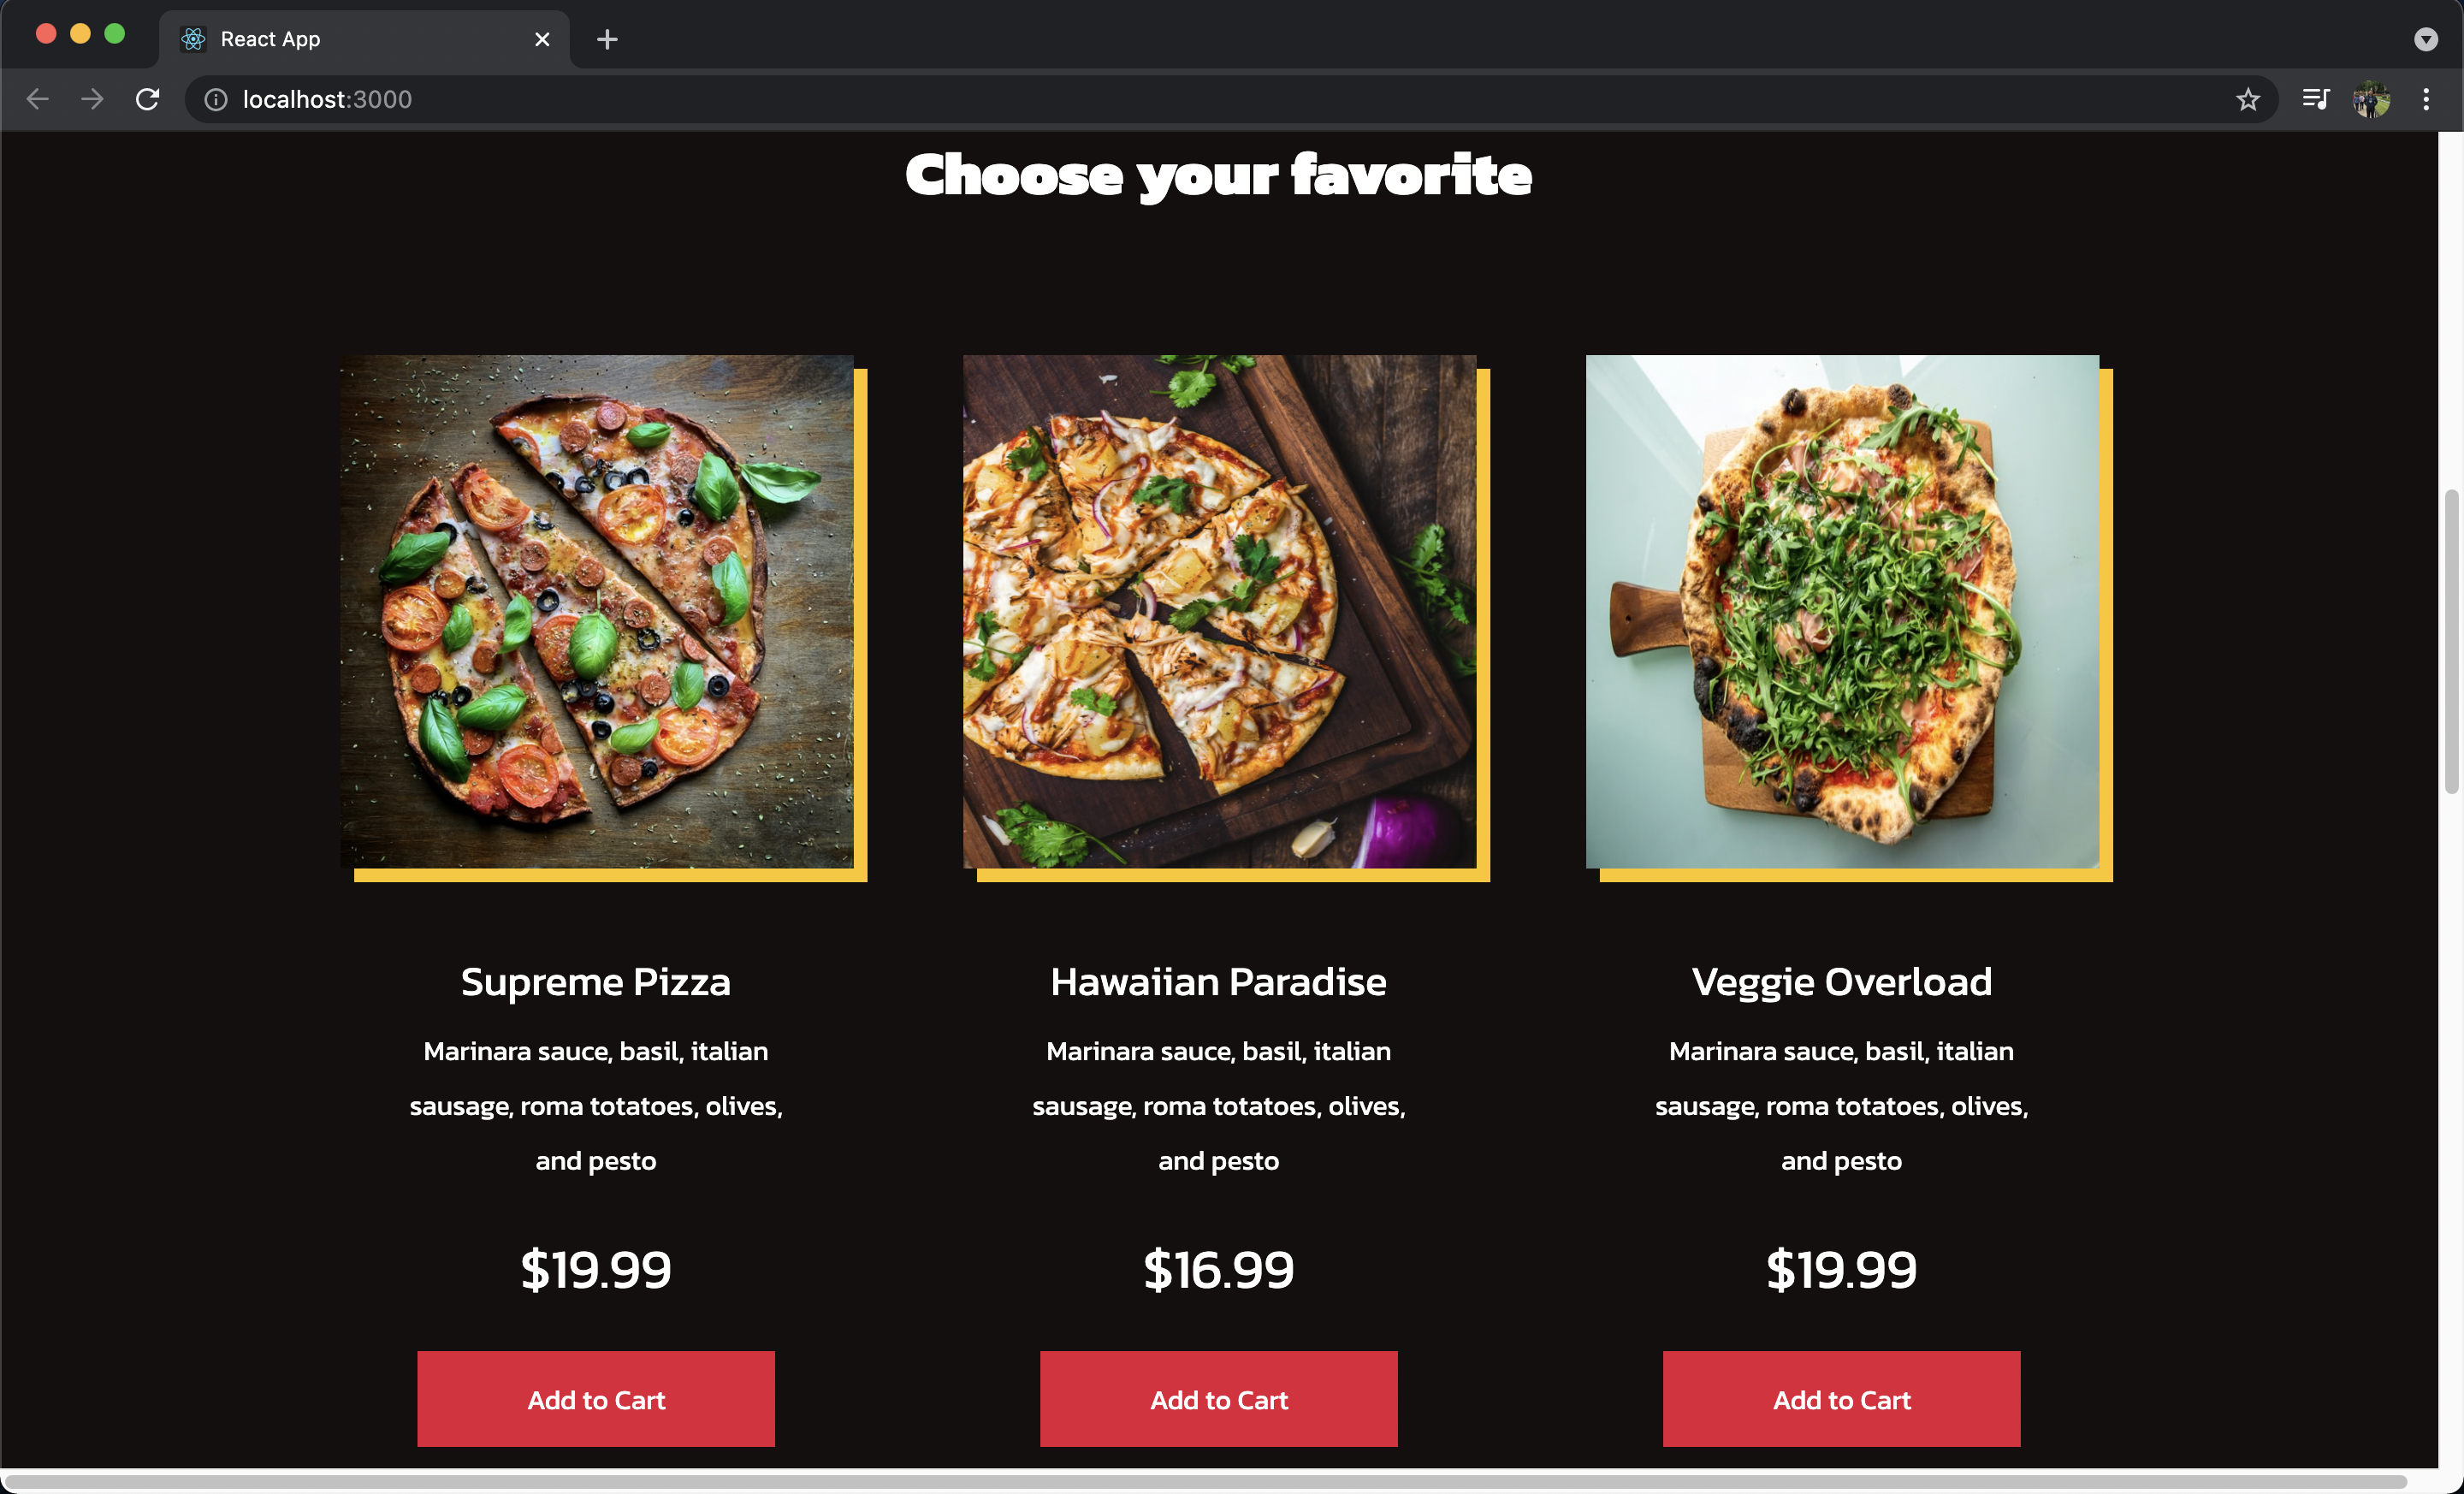 React App
localhost:3000
Choose your favorite
Supreme Pizza
Marinara sauce, basil, italian
sausage, roma totatoes, olives,
and pesto
$19.99
Add to Cart
Hawaiian Paradise
Marinara sauce, basil, italian
sausage, roma totatoes, olives,
and pesto
$16.99
Add to Cart
Veggie Overload
Marinara sauce, basil, italian
sausage, roma totatoes, olives,
and pesto
$19.99
Add to Cart